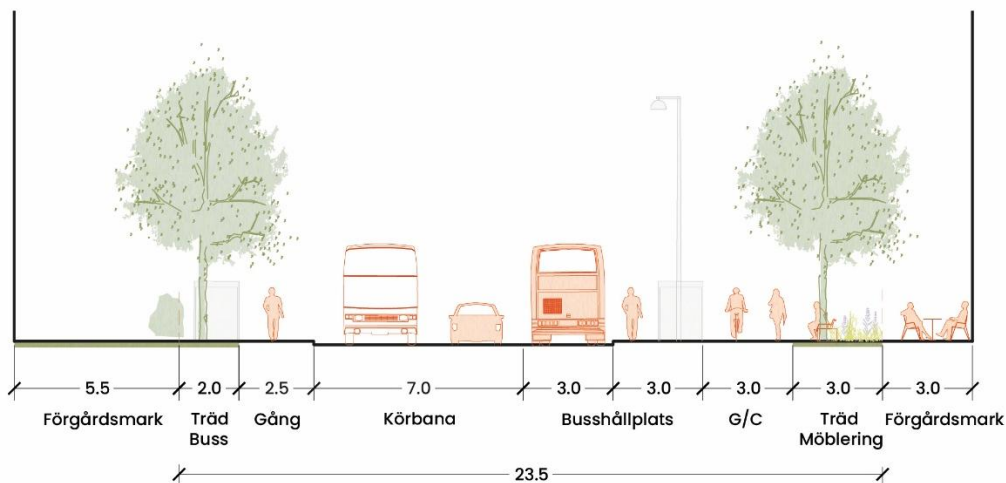 5.5 2.0 2.5 7.0 3.0 3.0 3.0 3.0 3.0
Förgårdsmark Träd Gång Körbana Busshållplats G/C Träd Förgårdsmark
Buss Möblering
23.5